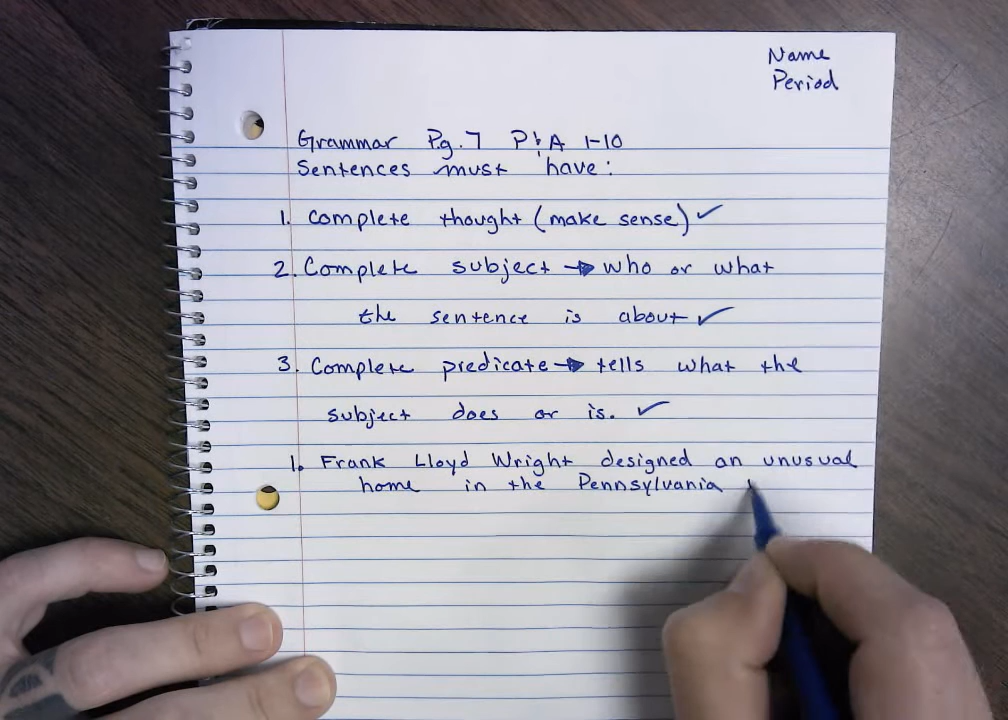 Name
Period
Grammar Pg. 7 P&A 1-10
Sentences must have:
1. Complete thought (make sense) ✓
2. Complete subject → who or what
the sentence is about ✓
3. Complete predicate → tells what the
subject does or is. ✓
1. Frank Lloyd Wright designed an unusual
home in the Pennsylvania